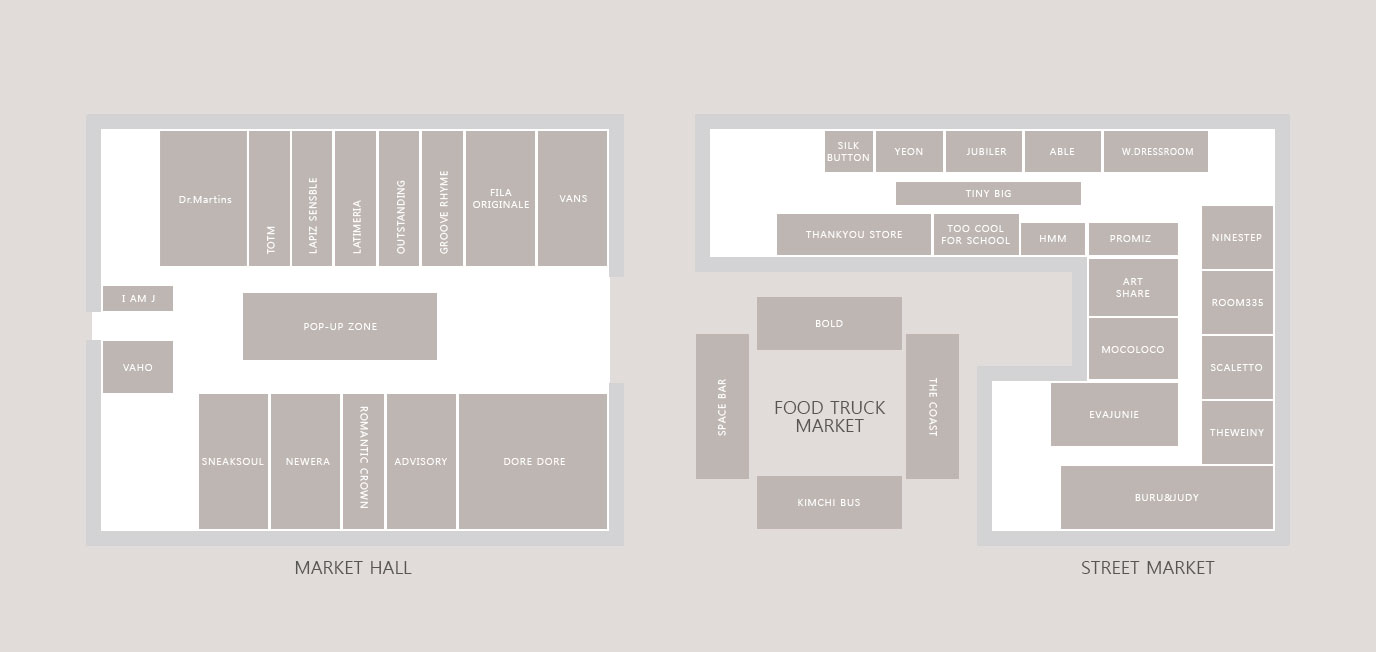 Dr.Martins
TOTM
LAPIZ SENSBLE
LATIMERIA
OUTSTANDING
GROOVE RHYME
FILA
ORIGINALE
VANS
I AM J
POP-UP ZONE
VAHO
SNEAKSOUL
NEWERA
ROMANTIC CROWN
ADVISORY
DORE DORE
MARKET HALL
SILK
BUTTON
YEON
JUBILER
ABLE
W.DRESSROOM
TINY BIG
THANKYOU STORE
TOO COOL
FOR SCHOOL
HMM
PROMIZ
NINESTEP
ART
SHARE
ROOM335
MOCOLOCO
SCALETTO
EVAJUNIE
THEWEINY
BURU&JUDY
BOLD
SPACE BAR
THE COAST
FOOD TRUCK
MARKET
KIMCHI BUS
STREET MARKET